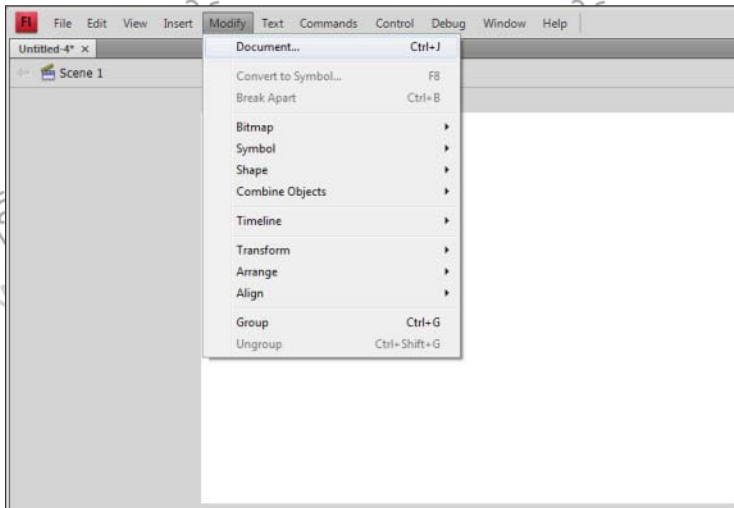 Fl File Edit View Insert Modify Text Commands Control Debug Window Help
Untitled-4* ×
Scene 1
Document... Ctrl+J
Convert to Symbol... F8
Break Apart Ctrl+B
Bitmap
Symbol
Shape
Combine Objects
Timeline
Transform
Arrange
Align
Group Ctrl+G
Ungroup Ctrl+Shift+G